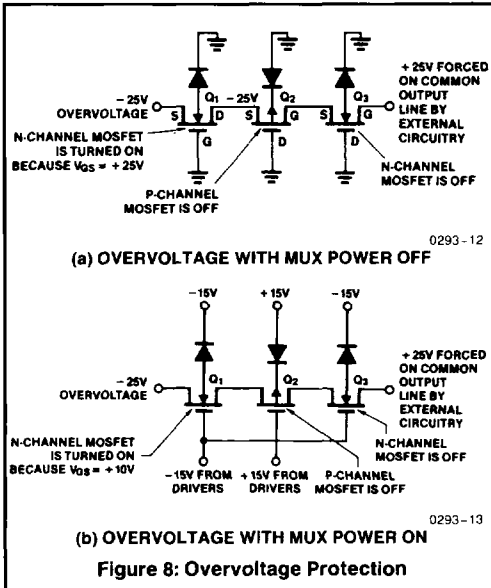 + 25V FORCED
ON COMMON
OUTPUT
LINE BY
EXTERNAL
CIRCUITRY
- 25V
OVERVOLTAGE
Q1
-25V
Q2
Q3
S
D
G
S
G
D
S
G
D
N-CHANNEL MOSFET
IS TURNED ON
BECAUSE VGS = + 25V
P-CHANNEL
MOSFET IS OFF
N-CHANNEL
MOSFET IS OFF
0293-12
(a) OVERVOLTAGE WITH MUX POWER OFF
-15V
+ 15V
-15V
+ 25V FORCED
ON COMMON
OUTPUT
LINE BY
EXTERNAL
CIRCUITRY
- 25V
OVERVOLTAGE
Q1
Q2
Q3
N-CHANNEL MOSFET
IS TURNED ON
BECAUSE VGS = + 10V
-15V FROM
DRIVERS
+15V FROM
DRIVERS
N-CHANNEL
MOSFET IS OFF
P-CHANNEL
MOSFET IS OFF
0293-13
(b) OVERVOLTAGE WITH MUX POWER ON
Figure 8: Overvoltage Protection